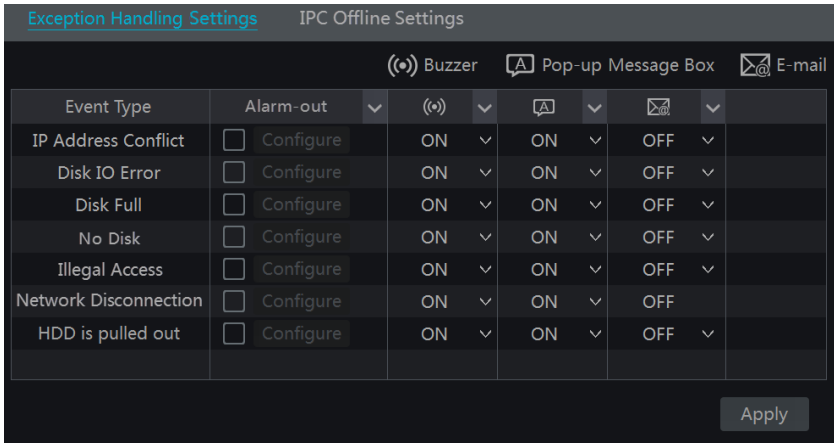 Exception Handling Settings IPC Offline Settings
Buzzer A Pop-up Message Box E-mail
Event Type Alarm-out A
IP Address Conflict Configure ON ON OFF
Disk IO Error Configure ON ON OFF
Disk Full Configure ON ON OFF
No Disk Configure ON ON OFF
Illegal Access Configure ON ON OFF
Network Disconnection Configure ON ON OFF
HDD is pulled out Configure ON ON OFF
Apply